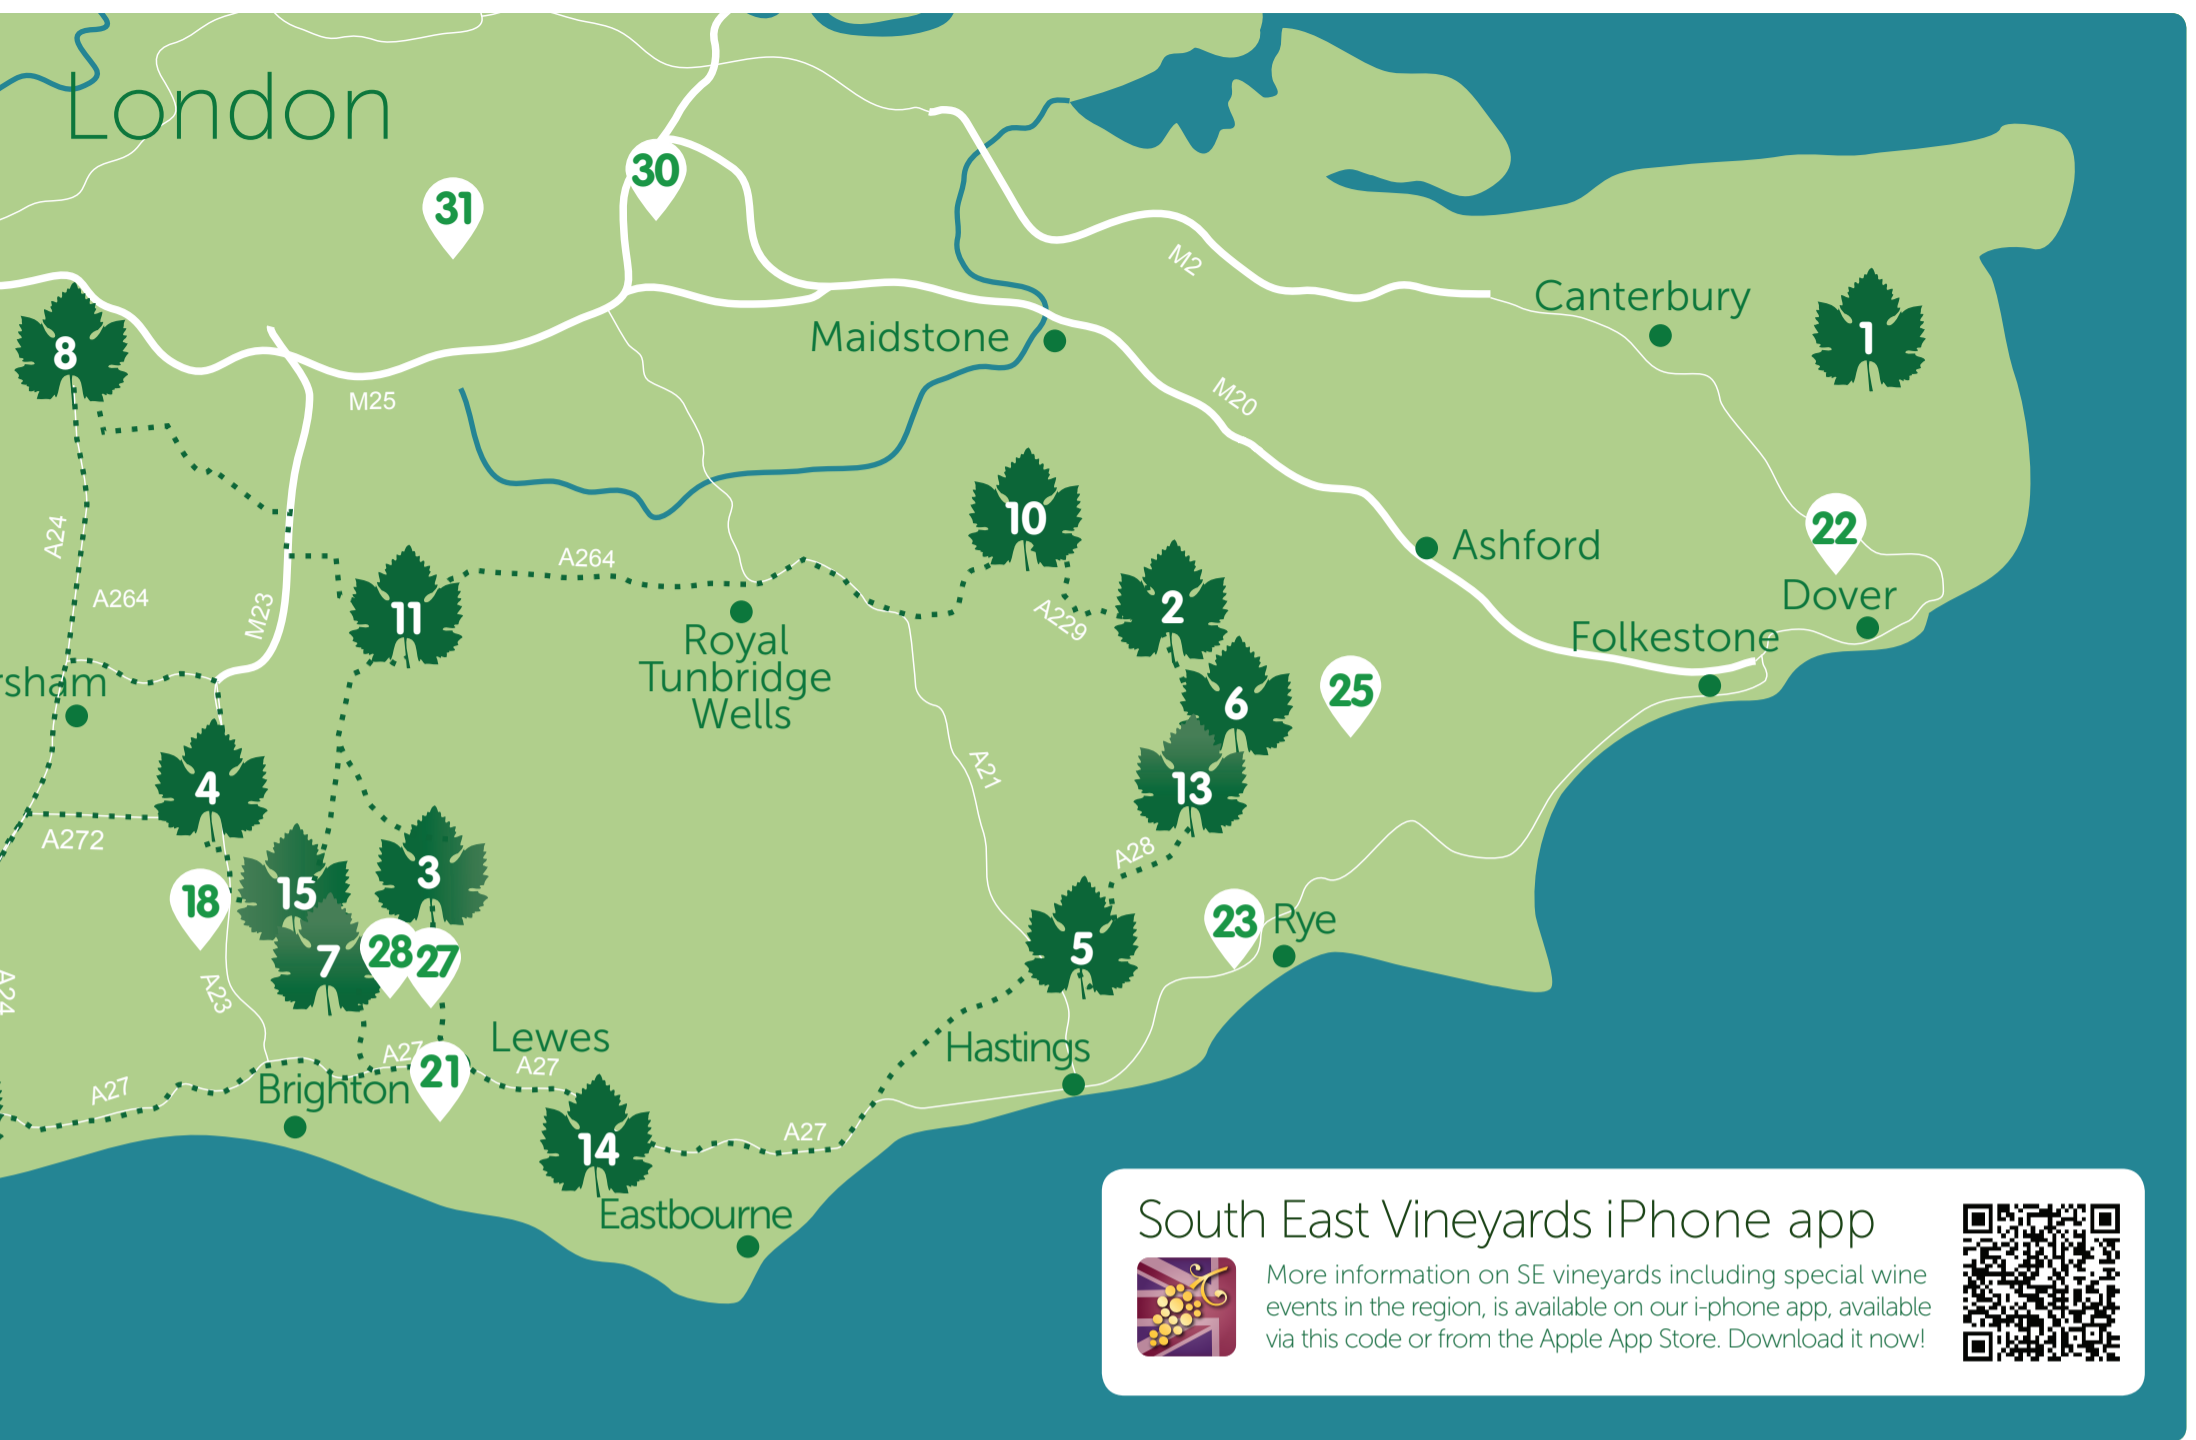 London
30
31
M2
Canterbury
8
Maidstone
1
M25
M20
10
22
A24
A264
Ashford
A264
11
2
Dover
M23
A229
Folkestone
Royal
Tunbridge
Wells
rsham
6
25
4
A21
13
A272
A28
3
15
18
23
Rye
5
28
27
7
A24
A23
Lewes
Hastings
A27
A27
21
A27
Brighton
A27
14
Eastbourne
South East Vineyards iPhone app
More information on SE vineyards including special wine
events in the region, is available on our i-phone app, available
via this code or from the Apple App Store. Download it now!